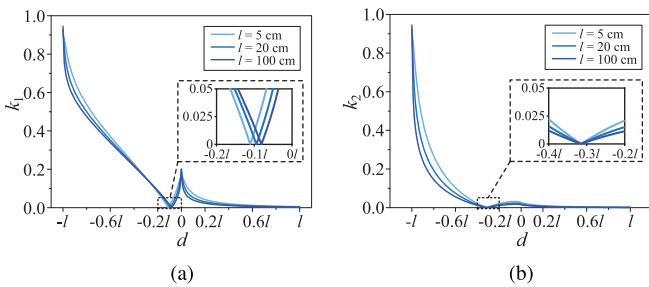 1.0
0.8
0.6
0.4
0.2
0.0
k1
l = 5 cm
l = 20 cm
l = 100 cm
0.05
0
-0.2l -0.1l 0l
-l -0.6l -0.2l 0 0.2l 0.6l l
d
(a)
1.0
0.8
0.6
0.4
0.2
0.0
k2
l = 5 cm
l = 20 cm
l = 100 cm
0.05
0
-0.4l -0.3l -0.2l
-l -0.6l -0.2l 0 0.2l 0.6l l
d
(b)